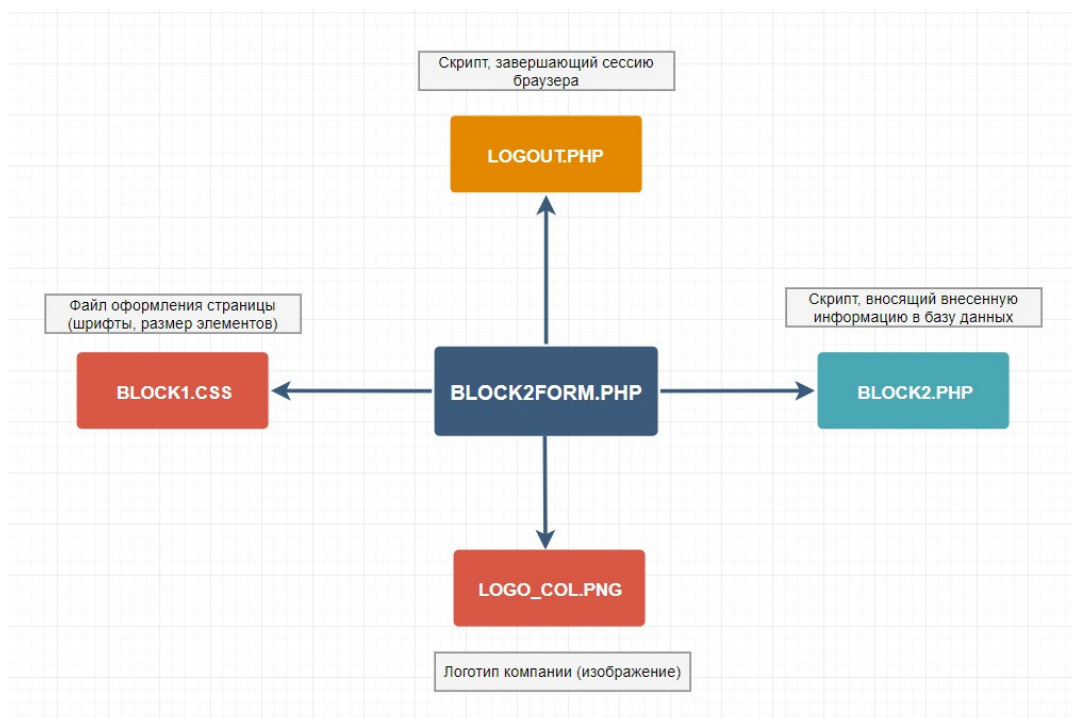 Скрипт, завершающий сессию
браузера
LOGOUT.PHP
Файл оформления страницы
(шрифты, размер элементов)
BLOCK1.CSS
BLOCK2FORM.PHP
Скрипт, вносящий внесенную
информацию в базу данных
BLOCK2.PHP
LOGO_COL.PNG
Логотип компании (изображение)